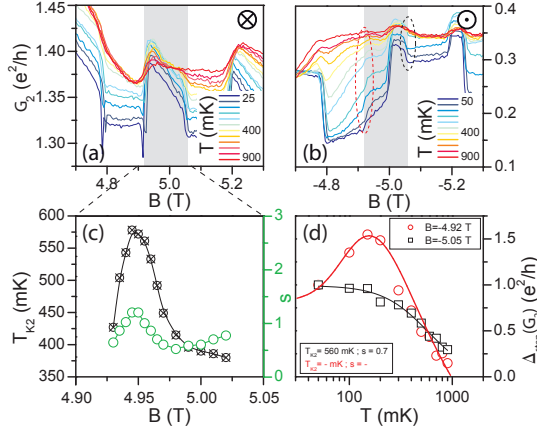 1.45
1.40
1.35
1.30
4.8
5.0
5.2
G₂ (e²/h)
B (T)
25
400
900
T (mK)
(a)
0.4
0.3
0.2
0.1
-4.8
-5.0
-5.2
B (T)
50
400
900
T (mK)
(b)
600
550
500
450
400
350
T_K2 (mK)
3
2
1
0
s
4.90
4.95
5.00
5.05
B (T)
(c)
B=-4.92 T
B=-5.05 T
(d)
1.5
1.0
0.5
0.0
(G₂) (e²/h)
T_K2 = 560 mK ; s = 0.7
T_K2 = - mK ; s = -
100
1000
T (mK)